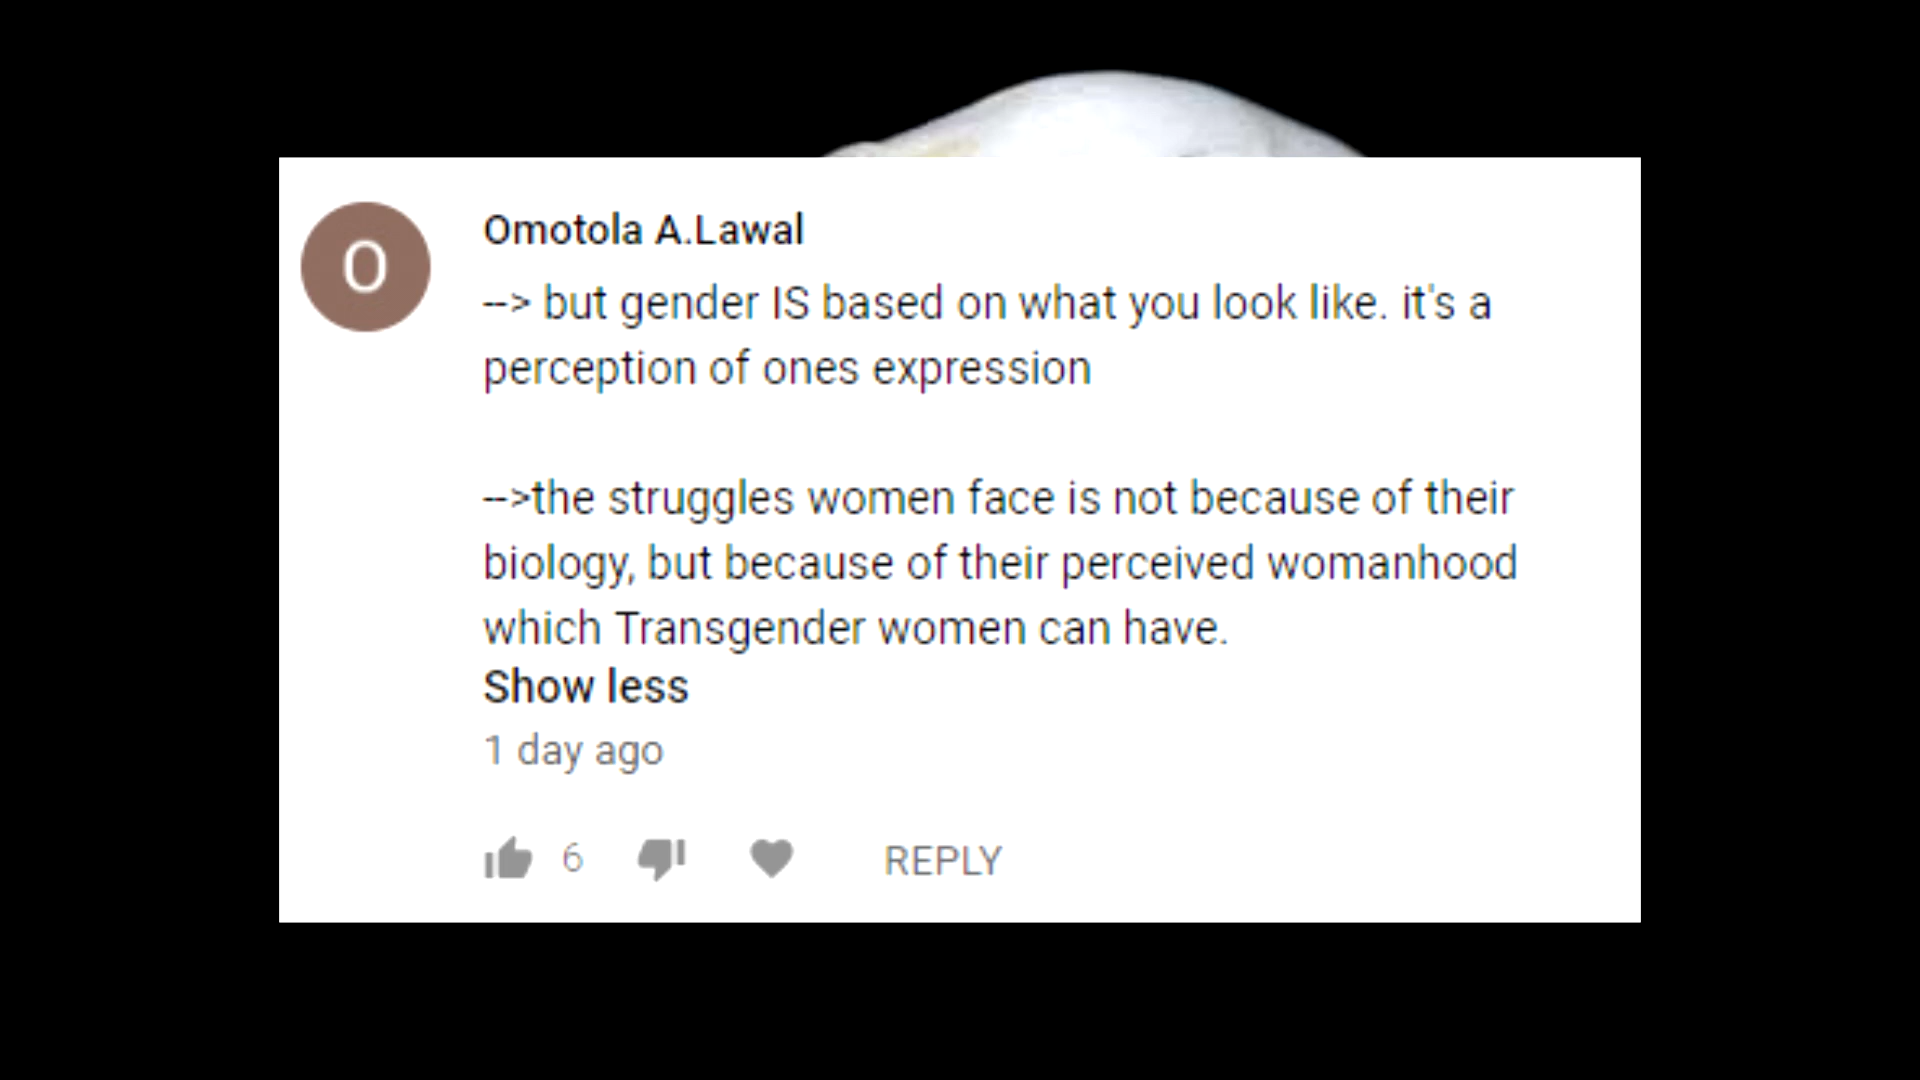 O
Omotola A.Lawal
--> but gender IS based on what you look like. it's a
perception of ones expression
-->the struggles women face is not because of their
biology, but because of their perceived womanhood
which Transgender women can have.
Show less
1 day ago
6
REPLY